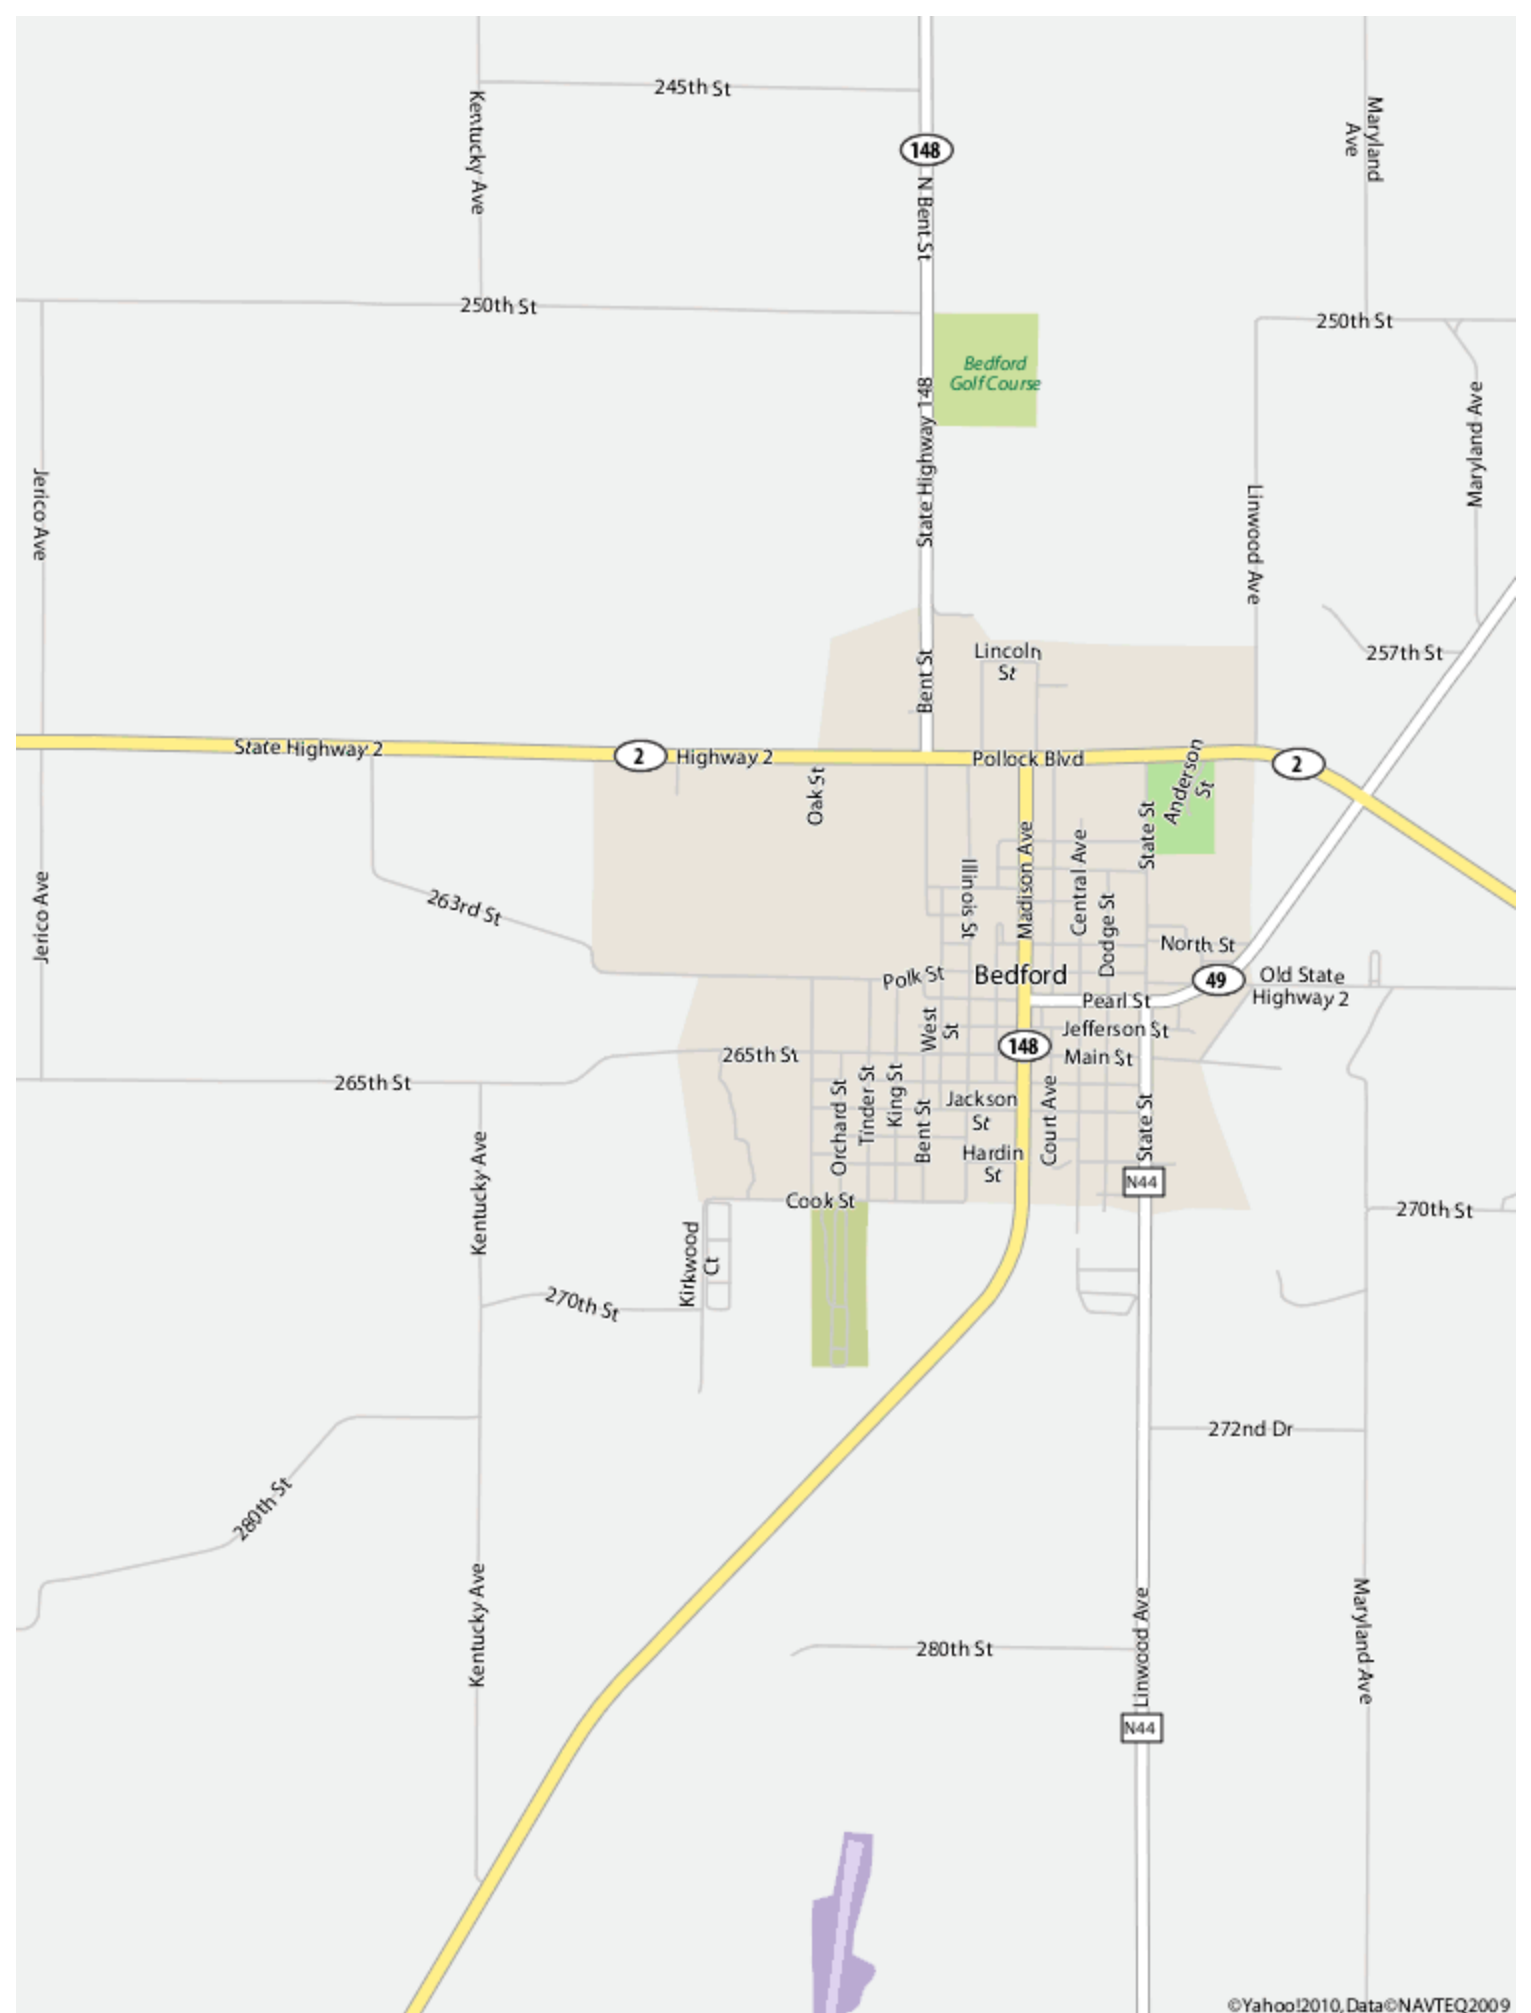 245th St
Kentucky Ave
148
N Bent St
Maryland
Ave
250th St
250th St
Bedford
Golf Course
State Highway 148
Jerico Ave
Linwood Ave
Maryland Ave
257th St
Lincoln
St
Bent St
State Highway 2
2
Highway 2
Pollock Blvd
2
Oak St
Anderson
St
State St
Madison Ave
Central Ave
Illinois St
Dodge St
Jerico Ave
263rd St
North St
Polk St
Bedford
49
Old State
Highway 2
Pearl St
West
St
Jefferson St
148
Main St
265th St
265th St
Orchard St
Tinder St
King St
Bent St
Jackson
St
Court Ave
State St
Hardin
St
Kentucky Ave
N44
Cook St
270th St
Kirkwood
Ct
270th St
272nd Dr
280th St
Kentucky Ave
Linwood Ave
Maryland Ave
280th St
N44
©Yahoo!2010, Data©NAVTEQ2009